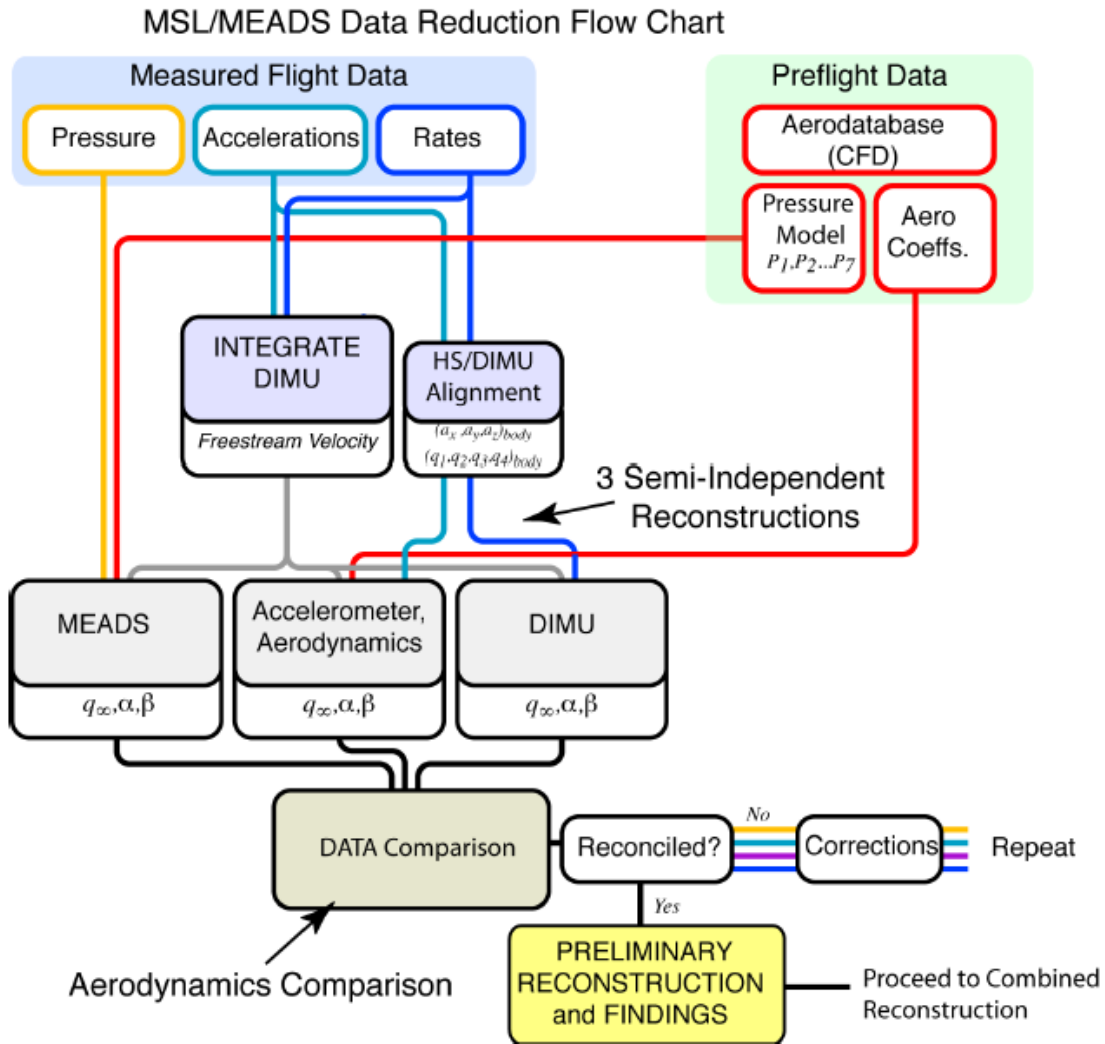 MSL/MEADS Data Reduction Flow Chart
Measured Flight Data
Preflight Data
Pressure
Accelerations
Rates
Aerodatabase
(CFD)
Pressure
Model
P1,P2...P7
Aero
Coeffs.
INTEGRATE
DIMU
Freestream Velocity
HS/DIMU
Alignment
(ax ,ay,az)body
(q1,q2,q3,q4)body
3 Semi-Independent
Reconstructions
MEADS
q∞,α,β
Accelerometer,
Aerodynamics
q∞,α,β
DIMU
q∞,α,β
DATA Comparison
Reconciled?
No
Corrections
Repeat
Yes
Aerodynamics Comparison
PRELIMINARY
RECONSTRUCTION
and FINDINGS
Proceed to Combined
Reconstruction